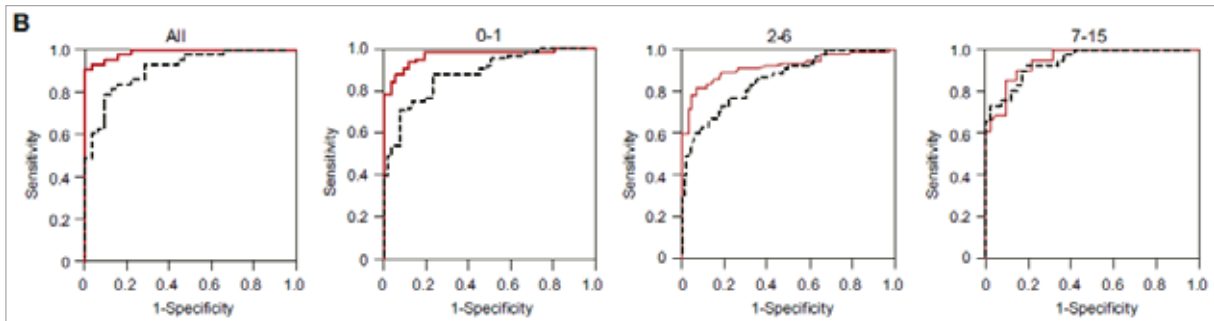 B
All
0-1
2-6
7-15
1.0 1.0 1.0 1.0
0.8 0.8 0.8 0.8
0.6 0.6 0.6 0.6
Sensitivity Sensitivity Sensitivity Sensitivity
0.4 0.4 0.4 0.4
0.2 0.2 0.2 0.2
0 0 0 0
0 0.2 0.4 0.6 0.8 1.0 0 0.2 0.4 0.6 0.8 1.0 0 0.2 0.4 0.6 0.8 1.0 0 0.2 0.4 0.6 0.8 1.0
1-Specificity 1-Specificity 1-Specificity 1-Specificity